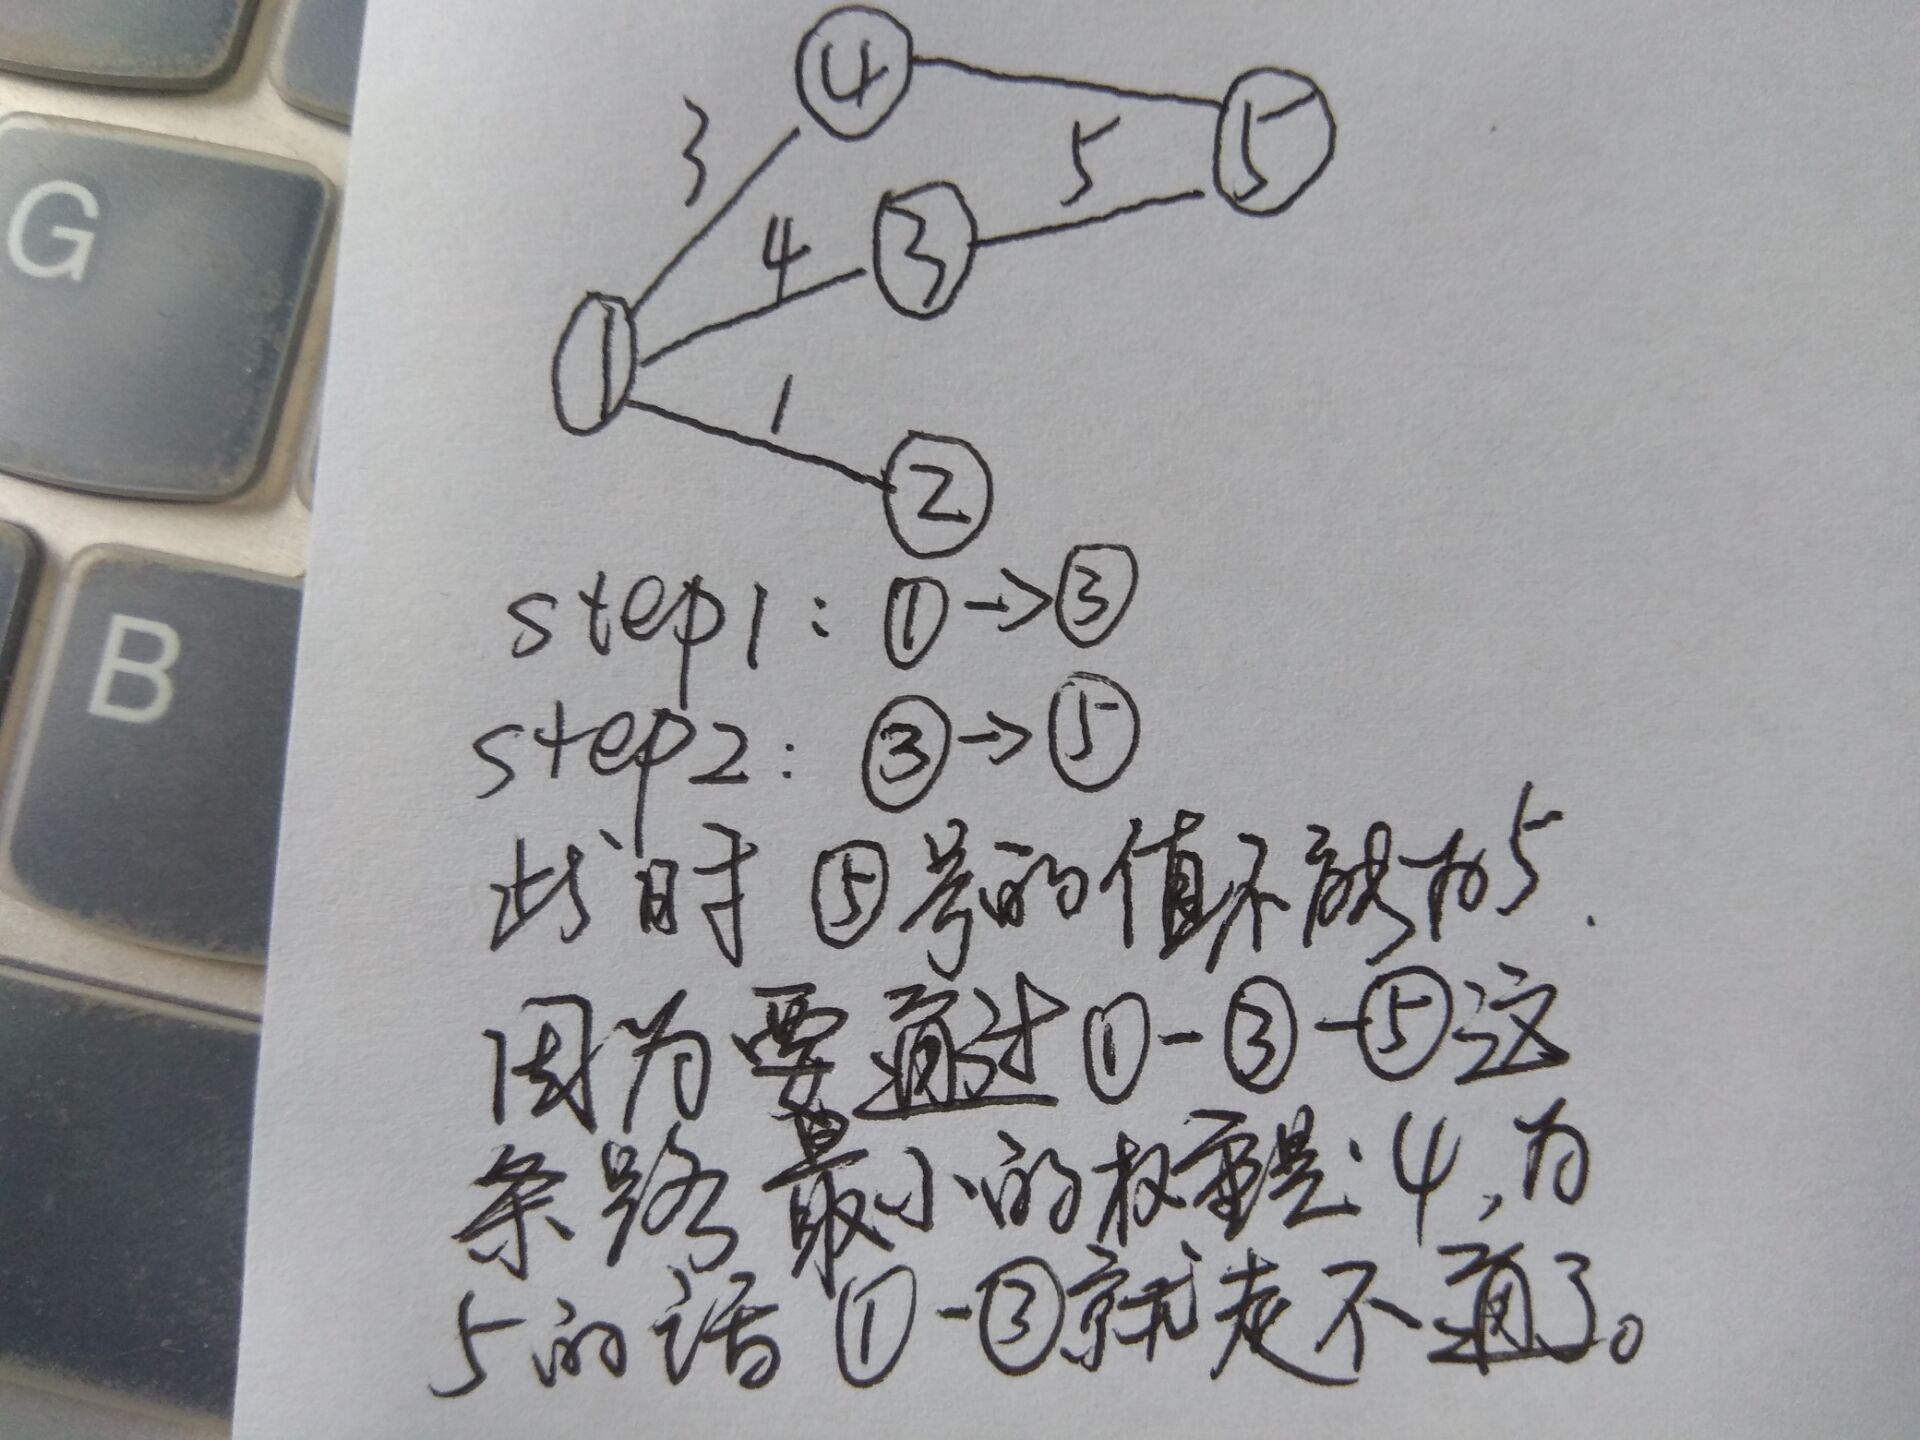 ④
3
⑤
5
③
4
①
1
②
G
B
step1: ①→③
step2: ③→⑤
此时⑤号的值不能为5.
因为要通过①-③-⑤这
条路最小的权重是:4,为
5的话①-③就走不通了。